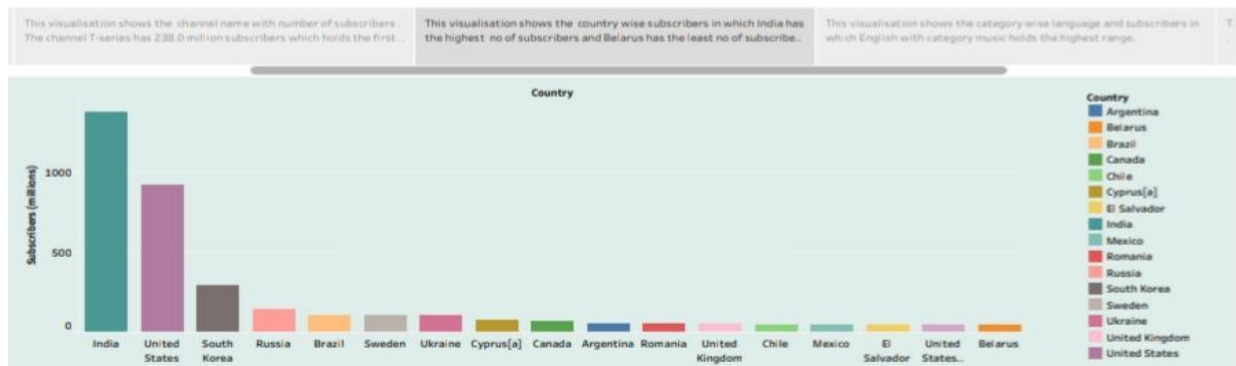 This visualisation shows the channel name with number of subscribers .
The channel T-series has 238.0 million subscribers which holds the first ..
This visualisation shows the country wise subscribers in which India has
the highest no of subscribers and Belarus has the least no of subscribe..
This visualisation shows the category wise language and subscribers in
which English with category music holds the highest range.
T
.
Country
Subscribers (millions)
1000
500
0
India
United
States
South
Korea
Russia
Brazil
Sweden
Ukraine
Cyprus[a]
Canada
Argentina
Romania
United
Kingdom
Chile
Mexico
El
Salvador
United
States..
Belarus
Country
Argentina
Belarus
Brazil
Canada
Chile
Cyprus[a]
El Salvador
India
Mexico
Romania
Russia
South Korea
Sweden
Ukraine
United Kingdom
United States